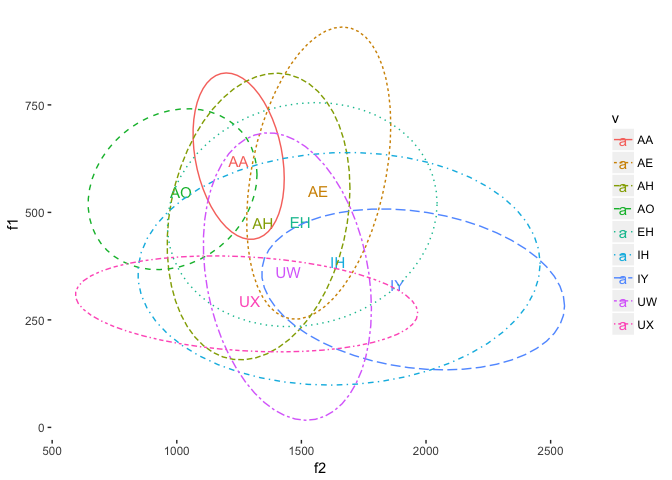 v
a AA
a AE
a AH
a AO
a EH
a IH
a IY
a UW
a UX
f1
750
500
250
0
AA
AO
AE
AH
EH
IH
UW
IY
UX
500 1000 1500 2000 2500
f2